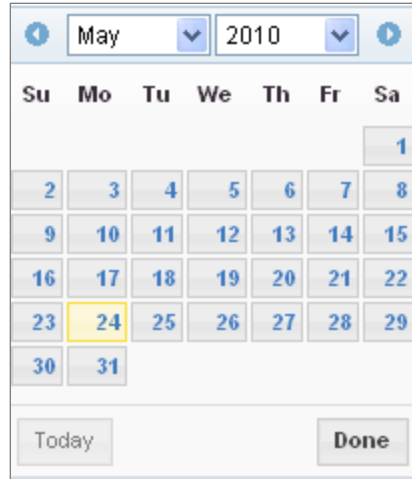 May 2010
Su Mo Tu We Th Fr Sa
1
2 3 4 5 6 7 8
9 10 11 12 13 14 15
16 17 18 19 20 21 22
23 24 25 26 27 28 29
30 31
Today Done